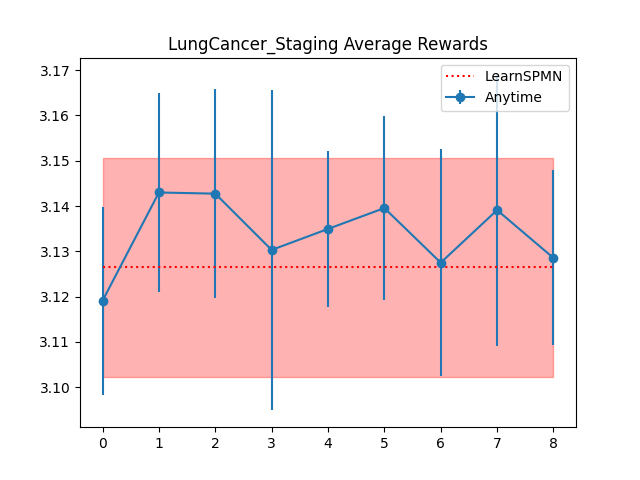 LungCancer_Staging Average Rewards
LearnSPMN
Anytime
3.17
3.16
3.15
3.14
3.13
3.12
3.11
3.10
0 1 2 3 4 5 6 7 8